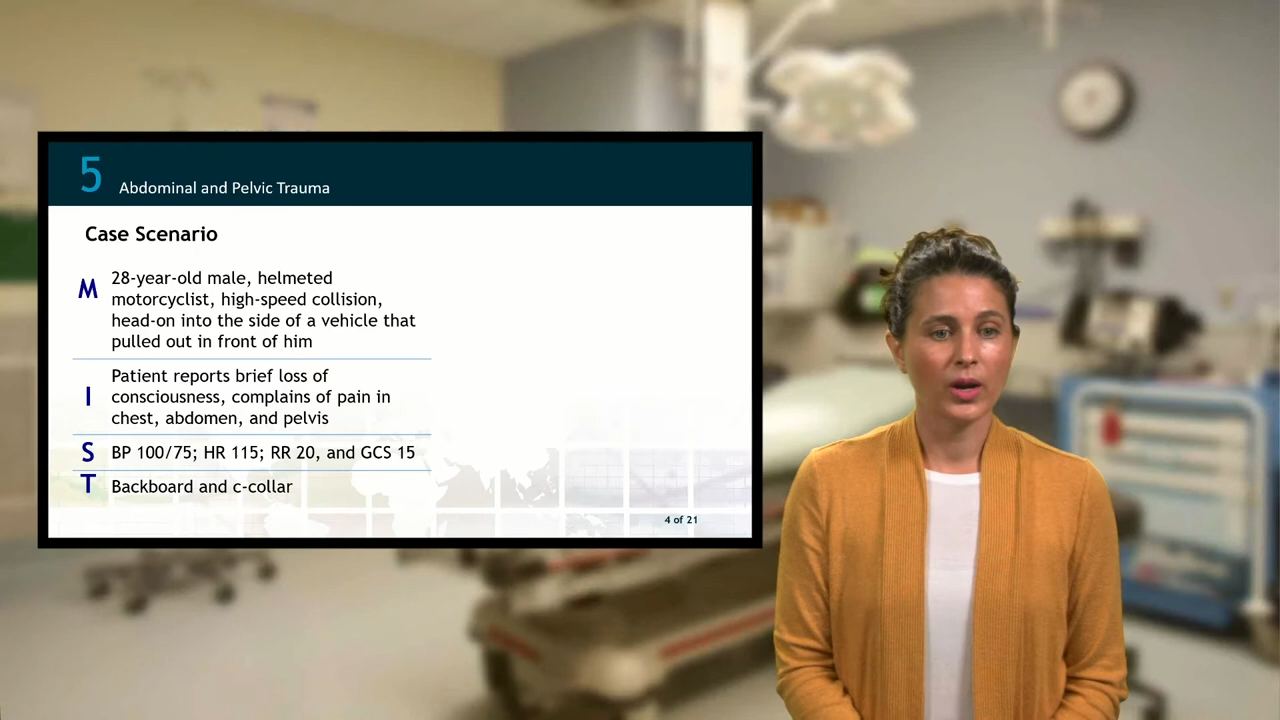 5 Abdominal and Pelvic Trauma
Case Scenario
M 28-year-old male, helmeted
motorcyclist, high-speed collision,
head-on into the side of a vehicle that
pulled out in front of him
I Patient reports brief loss of
consciousness, complains of pain in
chest, abdomen, and pelvis
S BP 100/75; HR 115; RR 20, and GCS 15
T Backboard and c-collar
4 of 21